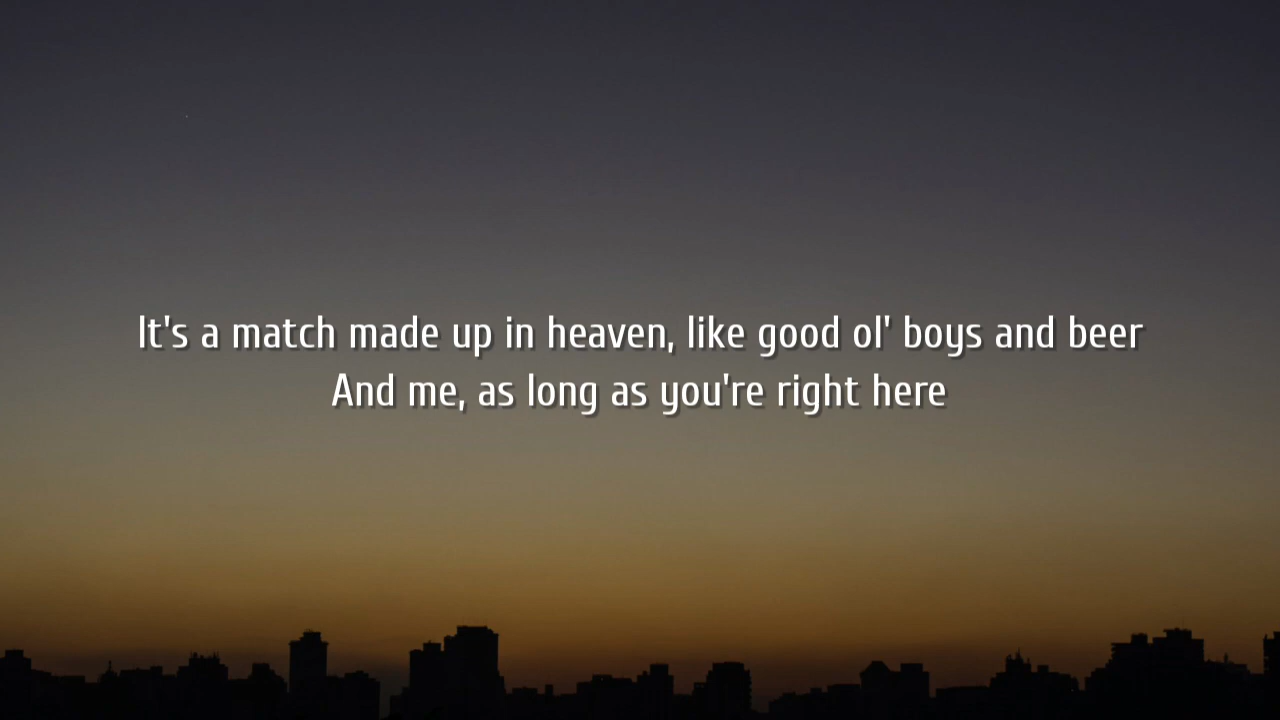 It's a match made up in heaven, like good ol' boys and beer
And me, as long as you're right here